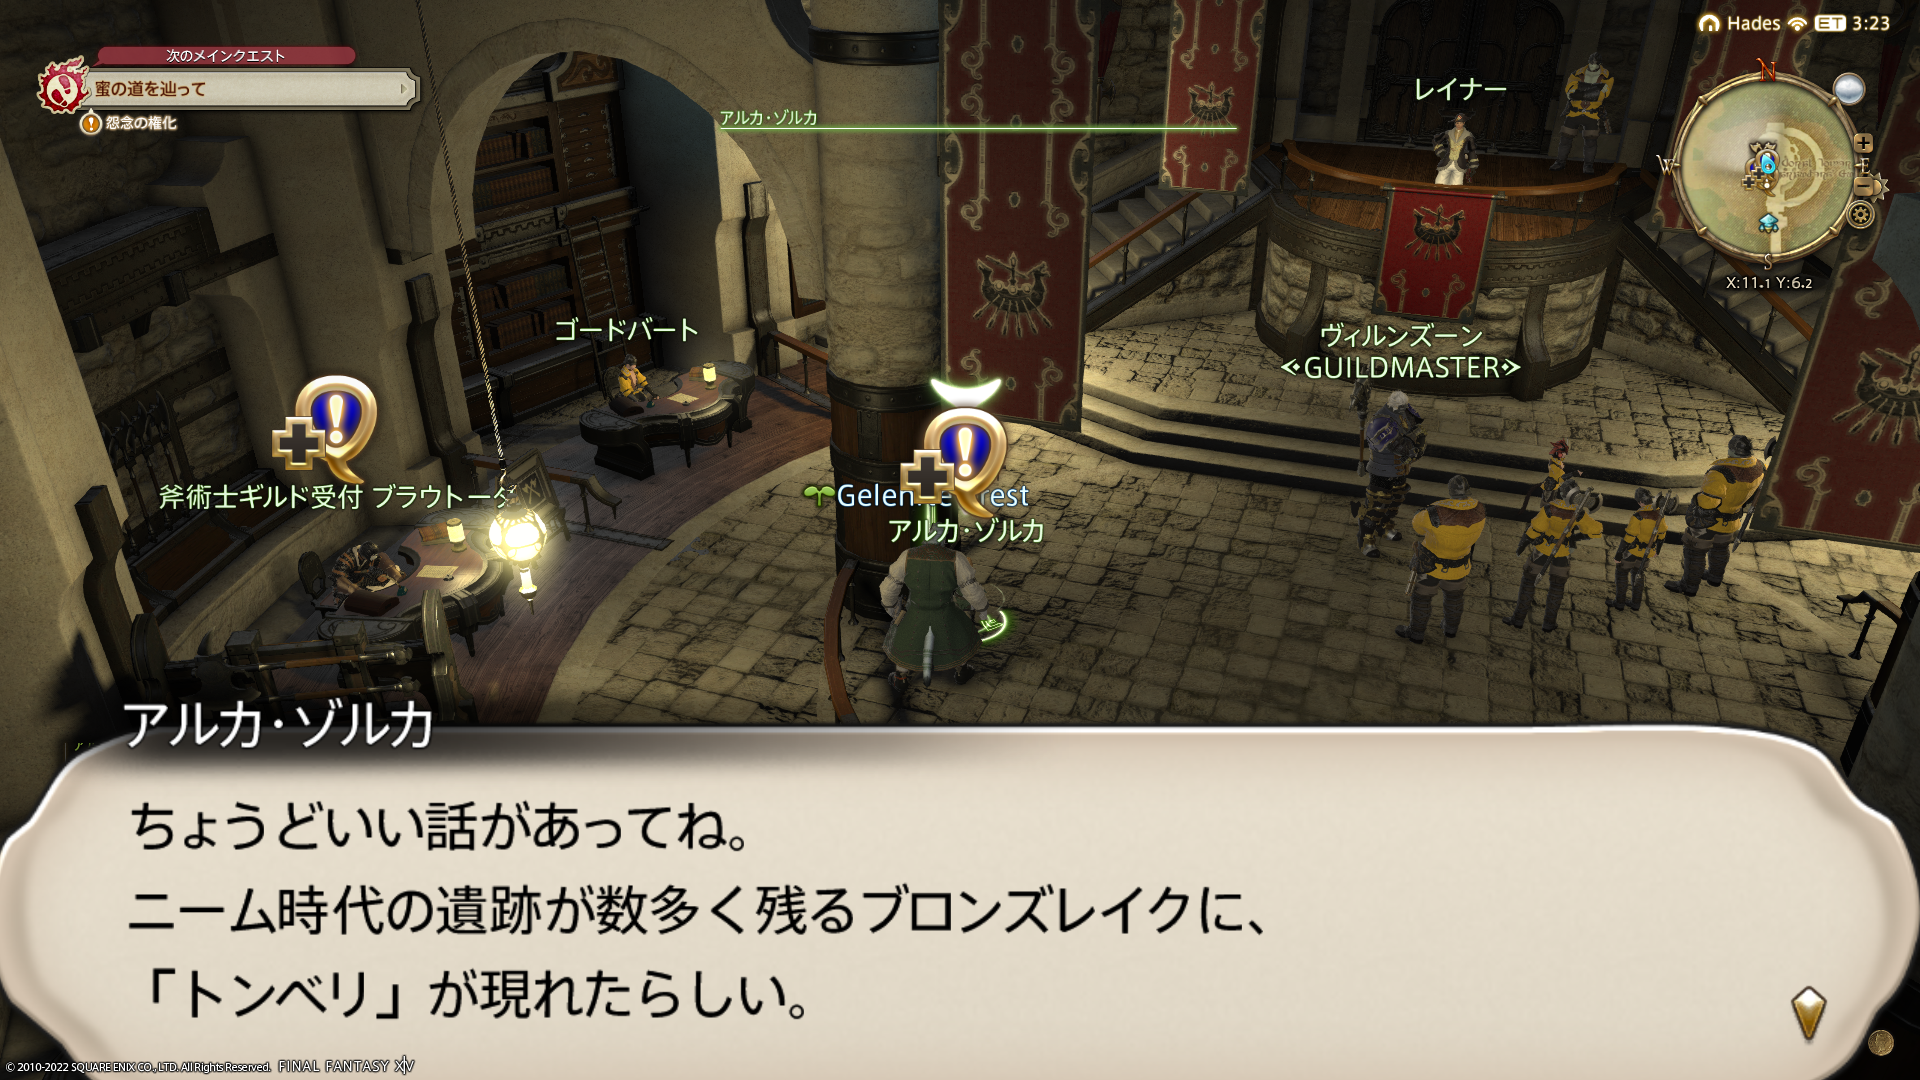 次のメインクエスト
蜜の道を辿って
怨念の権化
Hades ET 3:23
レイナー
アルカ・ゾルカ
N
W
E
S
X:11.1 Y:6.2
ゴードバート
ヴィルンズーン
GUILDMASTER
斧術士ギルド受付 ブラウトータ
アルカ・ゾルカ
アルカ・ゾルカ
ちょうどいい話があってね。
ニーム時代の遺跡が数多く残るブロンズレイクに、
「トンベリ」が現れたらしい。
© 2010-2022 SQUARE ENIX CO., LTD. All Rights Reserved. FINAL FANTASY XIV